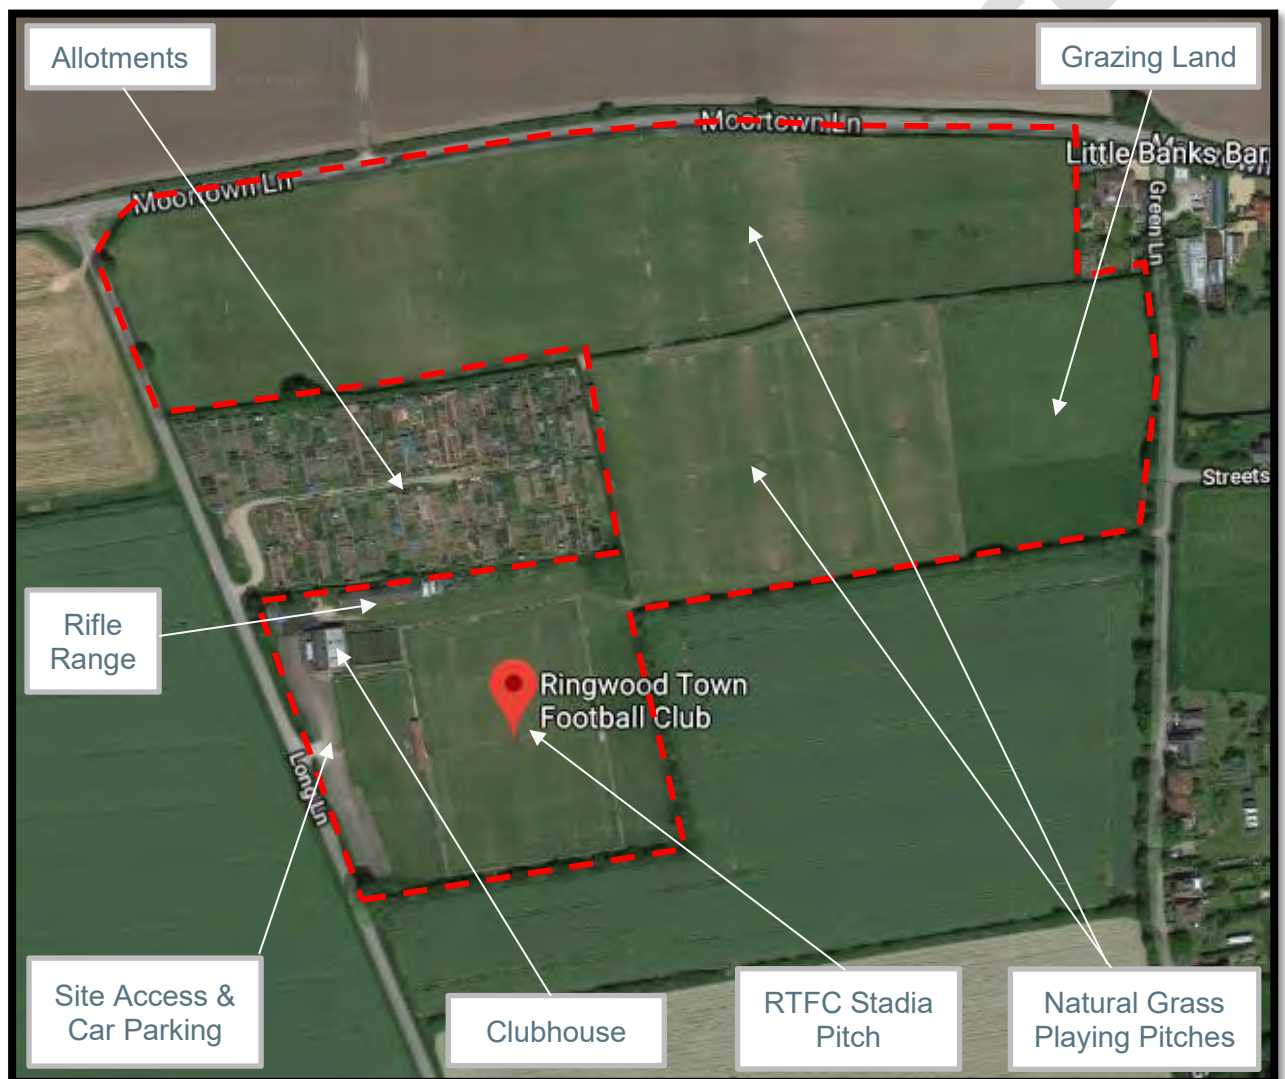 Allotments
Grazing Land
Moortown Ln
Moortown Ln
Little Banks Bar
Green Ln
Streets
Rifle
Range
Ringwood Town
Football Club
Long Ln
Site Access &
Car Parking
Clubhouse
RTFC Stadia
Pitch
Natural Grass
Playing Pitches